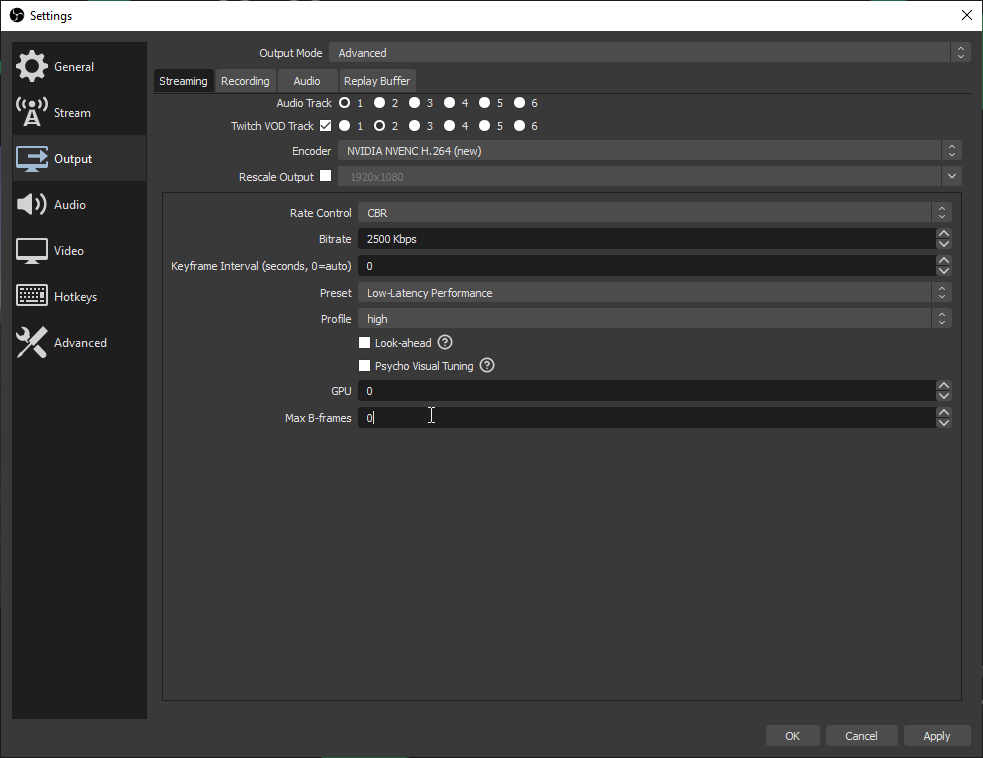 Settings
General
Stream
Output
Audio
Video
Hotkeys
Advanced
Output Mode Advanced
Streaming Recording Audio Replay Buffer
Audio Track 1 2 3 4 5 6
Twitch VOD Track 1 2 3 4 5 6
Encoder NVIDIA NVENC H.264 (new)
Rescale Output 1920x1080
Rate Control CBR
Bitrate 2500 Kbps
Keyframe Interval (seconds, 0=auto) 0
Preset Low-Latency Performance
Profile high
Look-ahead ?
Psycho Visual Tuning ?
GPU 0
Max B-frames 0
OK Cancel Apply